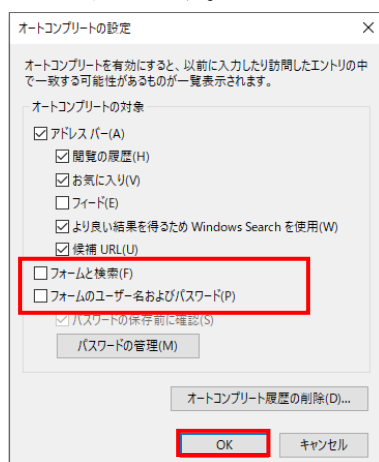 オートコンプリートの設定
オートコンプリートを有効にすると、以前に入力したり訪問したエントリの中
で一致する可能性があるものが一覧表示されます。
オートコンプリートの対象
アドレス バー(A)
閲覧の履歴(H)
お気に入り(V)
フィード(E)
より良い結果を得るため Windows Search を使用(W)
候補 URL(U)
フォームと検索(F)
フォームのユーザー名およびパスワード(P)
パスワードの保存前に確認(S)
パスワードの管理(M)
オートコンプリート履歴の削除(D)...
OK キャンセル